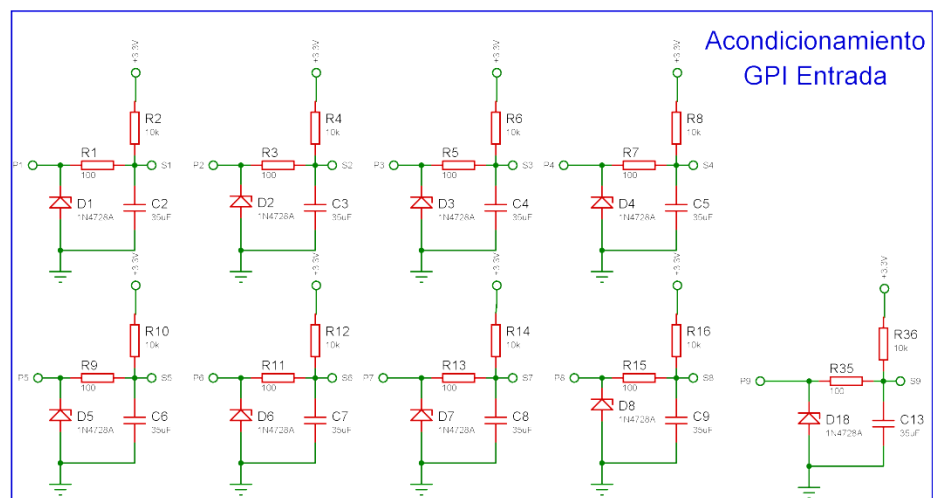 Acondicionamiento
GPI Entrada
+3.3V +3.3V +3.3V +3.3V
R2 R4 R6 R8
10k 10k 10k 10k
R1 R3 R5 R7
P1 S1 P2 S2 P3 S3 P4 S4
100 100 100 100
D1 C2 D2 C3 D3 C4 D4 C5
1N4728A 35uF 1N4728A 35uF 1N4728A 35uF 1N4728A 35uF
+3.3V +3.3V +3.3V +3.3V +3.3V
R10 R12 R14 R16 R36
10k 10k 10k 10k 10k
R9 R11 R13 R15 R35
P5 S5 P6 S6 P7 S7 P8 S8 P9 S9
100 100 100 100 100
D5 C6 D6 C7 D7 C8 D8 C9 D18 C13
1N4728A 35uF 1N4728A 35uF 1N4728A 35uF 1N4728A 35uF 1N4728A 35uF